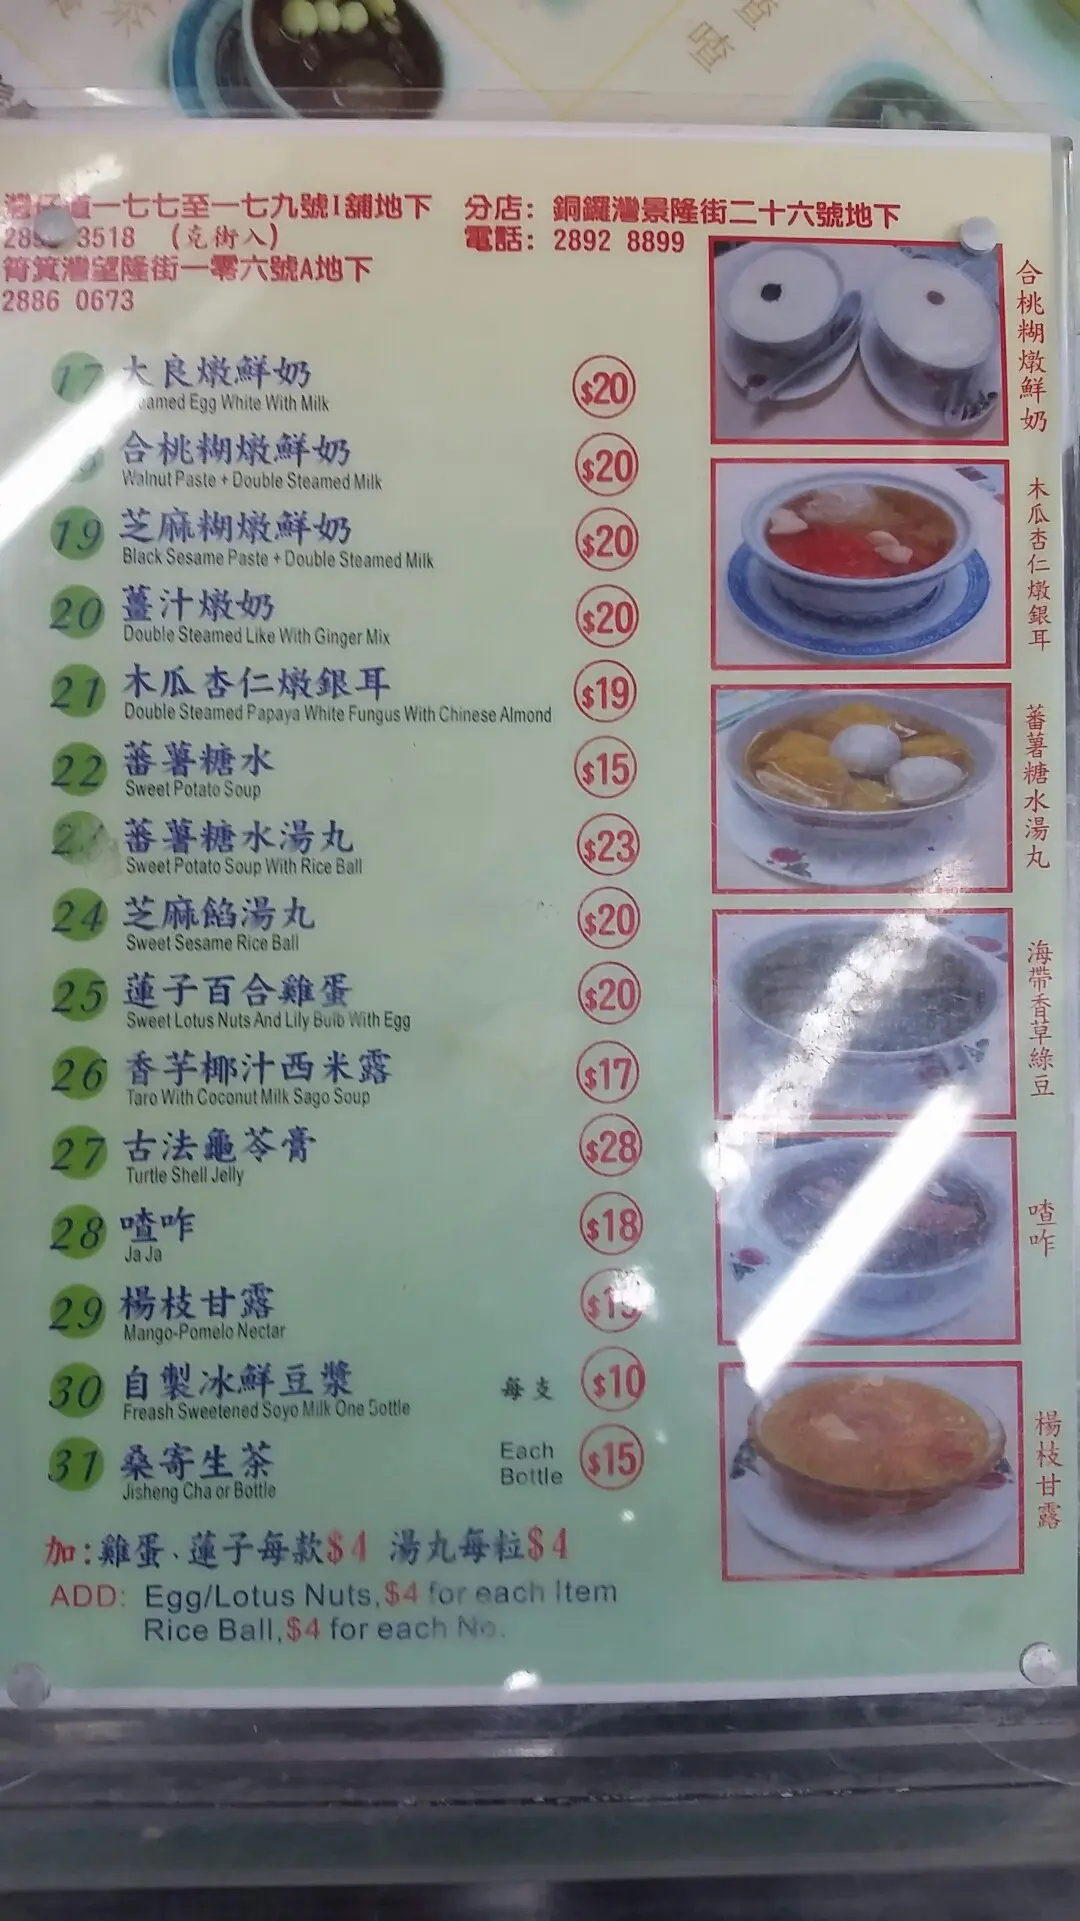 喳
灣仔道一七七至一七九號I舖地下
3518 (克街入)
筲箕灣望隆街一零六號A地下
2886 0673
分店: 銅鑼灣景隆街二十六號地下
電話: 2892 8899
17 大良燉鮮奶 $20
Egg White With Milk
合桃糊燉鮮奶 $20
Walnut Paste + Double Steamed Milk
19 芝麻糊燉鮮奶 $20
Black Sesame Paste + Double Steamed Milk
20 薑汁燉奶 $20
Double Steamed Like With Ginger Mix
21 木瓜杏仁燉銀耳 $19
Double Steamed Papaya White Fungus With Chinese Almond
22 蕃薯糖水 $15
Sweet Potato Soup
蕃薯糖水湯丸 $23
Sweet Potato Soup With Rice Ball
24 芝麻餡湯丸 $20
Sweet Sesame Rice Ball
25 蓮子百合雞蛋 $20
Sweet Lotus Nuts And Lily Bulb With Egg
26 香芋椰汁西米露 $17
Taro With Coconut Milk Sago Soup
27 古法龜苓膏 $28
Turtle Shell Jelly
28 喳咋 $18
Ja Ja
29 楊枝甘露
Mango-Pomelo Nectar
30 自製冰鮮豆漿 每支 $10
Freash Sweetened Soyo Milk One Bottle
31 桑寄生茶 Each Bottle $15
Jisheng Cha or Bottle
加:雞蛋、蓮子每款$4 湯丸每粒$4
ADD: Egg/Lotus Nuts,$4 for each Item
Rice Ball,$4 for each No.
合桃糊燉鮮奶
木瓜杏仁燉銀耳
蕃薯糖水湯丸
海帶香草綠豆
喳咋
楊枝甘露